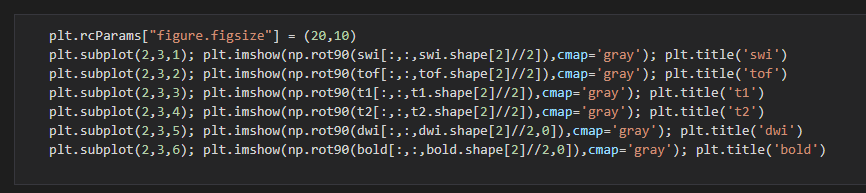 plt.rcParams["figure.figsize"] = (20,10)
plt.subplot(2,3,1); plt.imshow(np.rot90(swi[:,:,swi.shape[2]//2]),cmap='gray'); plt.title('swi')
plt.subplot(2,3,2); plt.imshow(np.rot90(tof[:,:,tof.shape[2]//2]),cmap='gray'); plt.title('tof')
plt.subplot(2,3,3); plt.imshow(np.rot90(t1[:,:,t1.shape[2]//2]),cmap='gray'); plt.title('t1')
plt.subplot(2,3,4); plt.imshow(np.rot90(t2[:,:,t2.shape[2]//2]),cmap='gray'); plt.title('t2')
plt.subplot(2,3,5); plt.imshow(np.rot90(dwi[:,:,dwi.shape[2]//2,0]),cmap='gray'); plt.title('dwi')
plt.subplot(2,3,6); plt.imshow(np.rot90(bold[:,:,bold.shape[2]//2,0]),cmap='gray'); plt.title('bold')